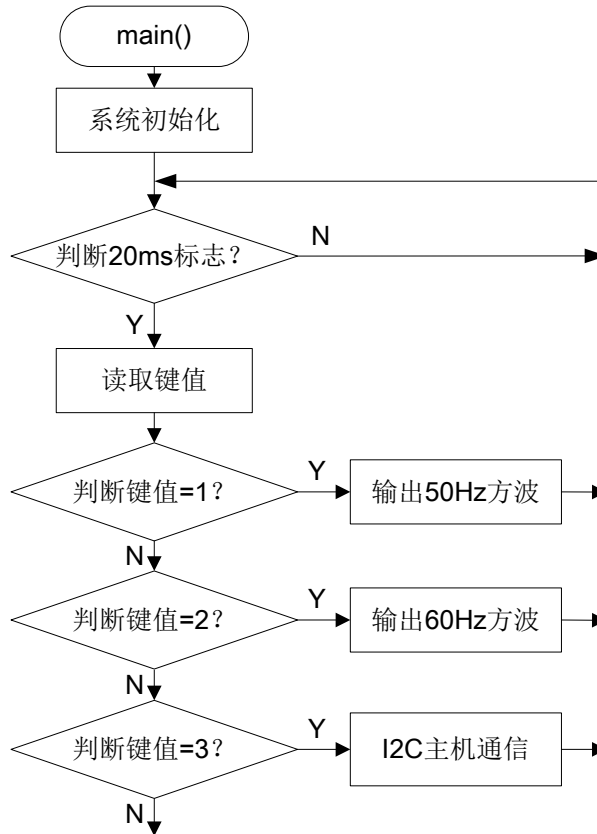 main()
系统初始化
判断20ms标志?
N
Y
读取键值
判断键值=1?
Y
输出50Hz方波
N
判断键值=2?
Y
输出60Hz方波
N
判断键值=3?
Y
I2C主机通信
N